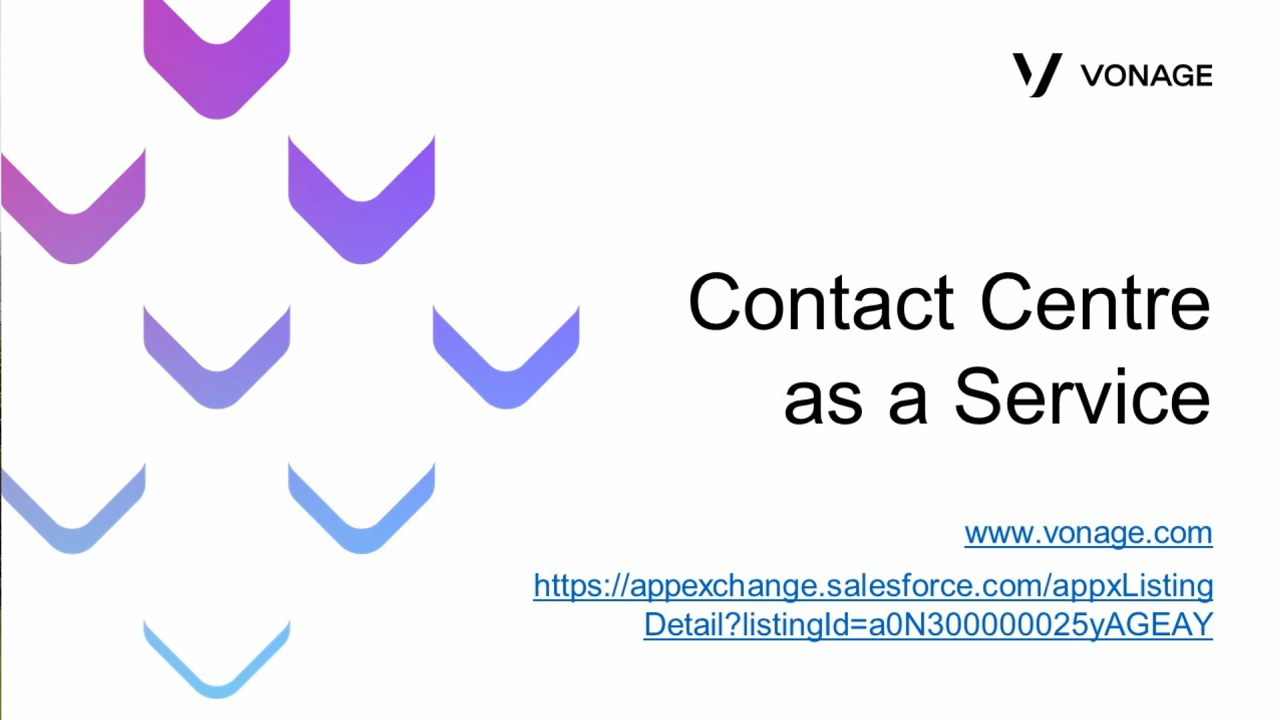 VONAGE
Contact Centre
as a Service
www.vonage.com
https://appexchange.salesforce.com/appxListing
Detail?listingId=a0N300000025yAGEAY